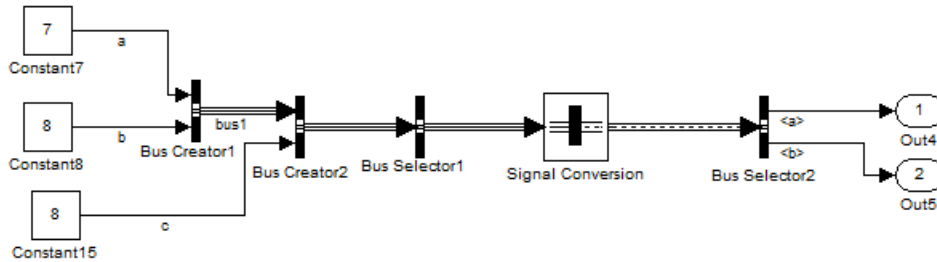 7
a
Constant7
8
b
Constant8
Bus Creator1
bus1
8
c
Constant15
Bus Creator2
Bus Selector1
Signal Conversion
<a>
<b>
Bus Selector2
1
Out4
2
Out5